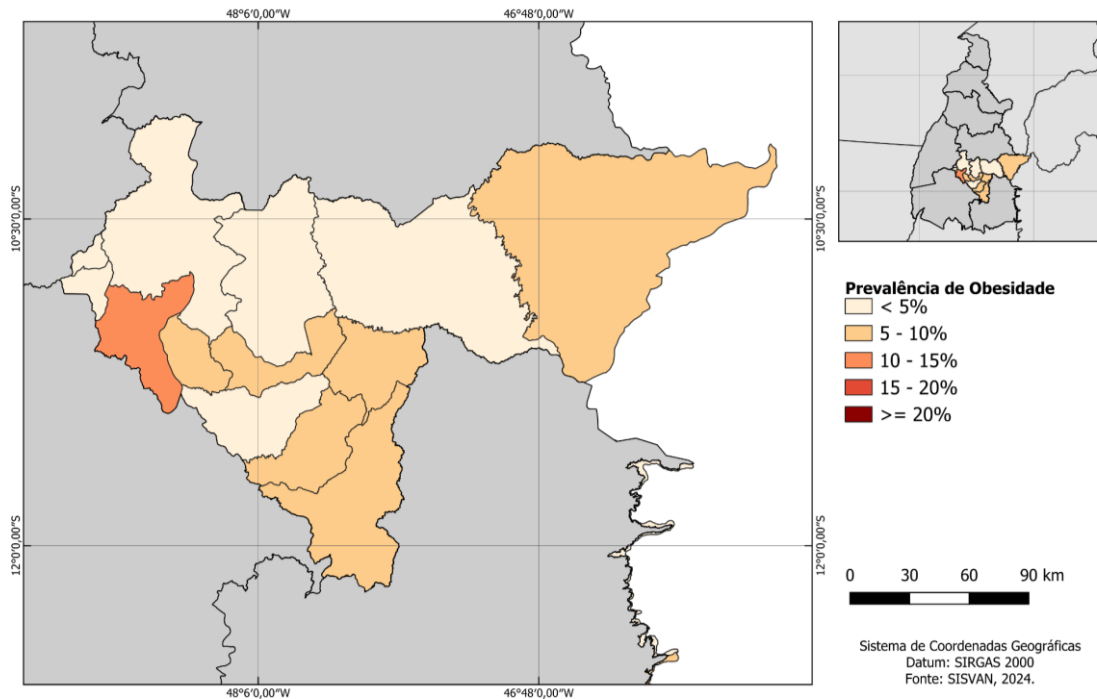 48°6′0,00″W
46°48′0,00″W
10°30′0,00″S
10°30′0,00″S
12°0′0,00″S
12°0′0,00″S
48°6′0,00″W
46°48′0,00″W
Prevalência de Obesidade
< 5%
5 - 10%
10 - 15%
15 - 20%
>= 20%
0 30 60 90 km
Sistema de Coordenadas Geográficas
Datum: SIRGAS 2000
Fonte: SISVAN, 2024.